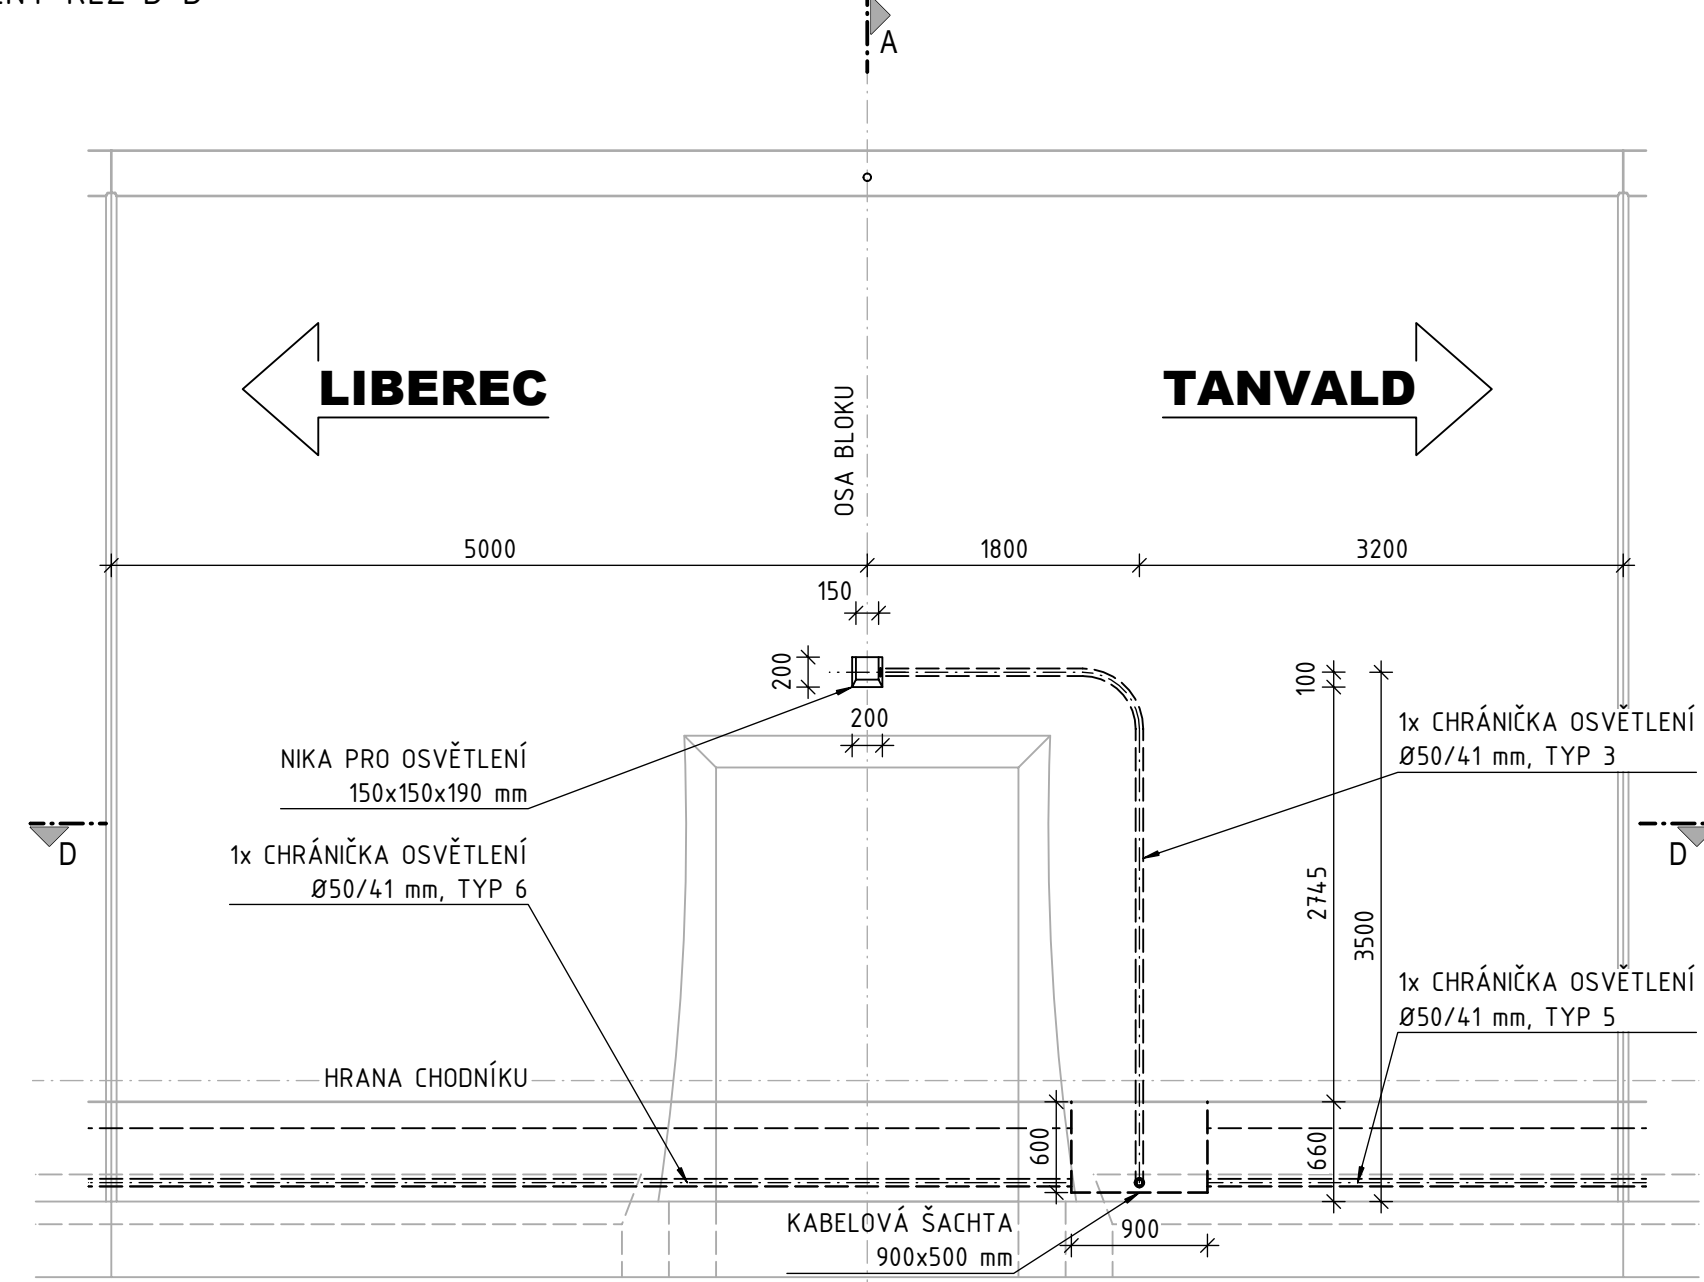 A
LIBEREC
TANVALD
OSA BLOKU
5000
1800
3200
150
200
200
100
NIKA PRO OSVĚTLENÍ
150x150x190 mm
1x CHRÁNIČKA OSVĚTLENÍ
Ø50/41 mm, TYP 3
D
D
1x CHRÁNIČKA OSVĚTLENÍ
Ø50/41 mm, TYP 6
2745
3500
1x CHRÁNIČKA OSVĚTLENÍ
Ø50/41 mm, TYP 5
HRANA CHODNÍKU
600
660
KABELOVÁ ŠACHTA
900x500 mm
900